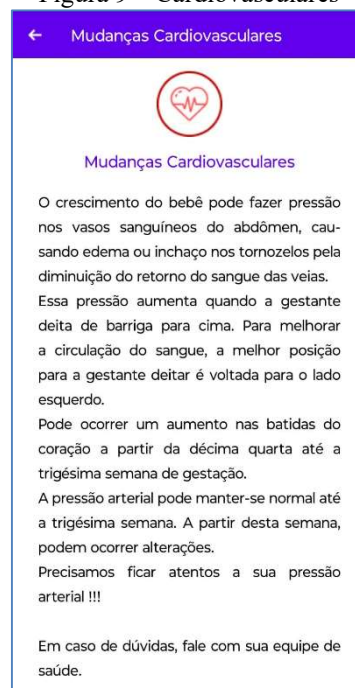 Figura 9 – Cardiovasculares
Mudanças Cardiovasculares
Mudanças Cardiovasculares
O crescimento do bebê pode fazer pressão
nos vasos sanguíneos do abdômen, cau-
sando edema ou inchaço nos tornozelos pela
diminuição do retorno do sangue das veias.
Essa pressão aumenta quando a gestante
deita de barriga para cima. Para melhorar
a circulação do sangue, a melhor posição
para a gestante deitar é voltada para o lado
esquerdo.
Pode ocorrer um aumento nas batidas do
coração a partir da décima quarta até a
trigésima semana de gestação.
A pressão arterial pode manter-se normal até
a trigésima semana. A partir desta semana,
podem ocorrer alterações.
Precisamos ficar atentos a sua pressão
arterial !!!
Em caso de dúvidas, fale com sua equipe de
saúde.